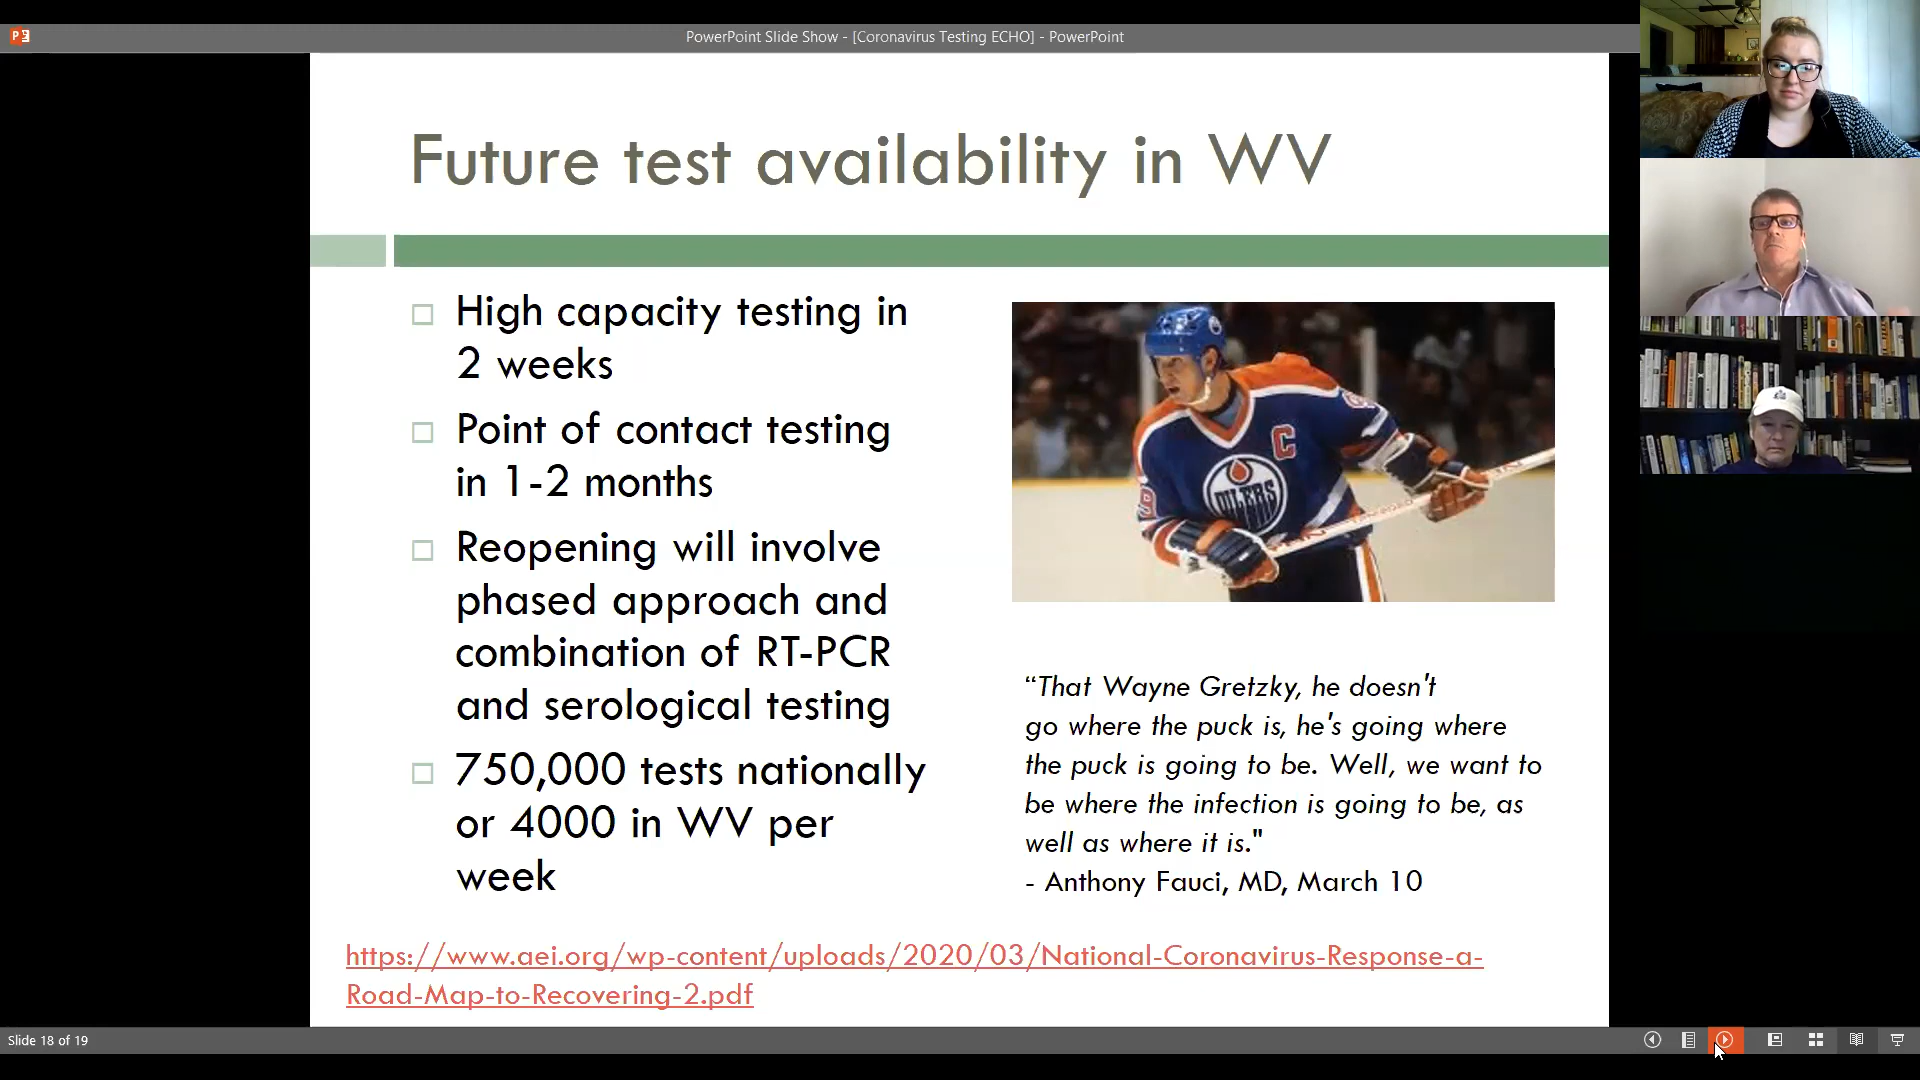 PowerPoint Slide Show - [Coronavirus Testing ECHO] - PowerPoint
Future test availability in WV
High capacity testing in
2 weeks
Point of contact testing
in 1-2 months
Reopening will involve
phased approach and
combination of RT-PCR
and serological testing
750,000 tests nationally
or 4000 in WV per
week
C
OILERS
“That Wayne Gretzky, he doesn't
go where the puck is, he's going where
the puck is going to be. Well, we want to
be where the infection is going to be, as
well as where it is."
- Anthony Fauci, MD, March 10
https://www.aei.org/wp-content/uploads/2020/03/National-Coronavirus-Response-a-
Road-Map-to-Recovering-2.pdf
Slide 18 of 19